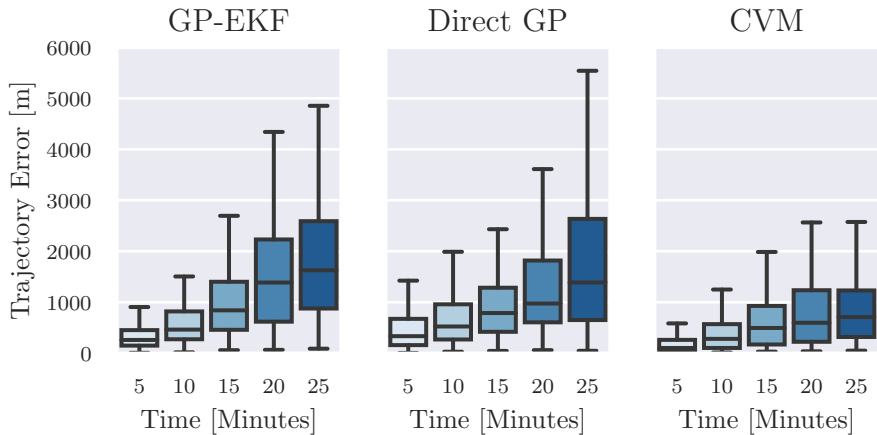 GP-EKF Direct GP CVM
Trajectory Error [m]
6000
5000
4000
3000
2000
1000
0
5 10 15 20 25 5 10 15 20 25 5 10 15 20 25
Time [Minutes] Time [Minutes] Time [Minutes]